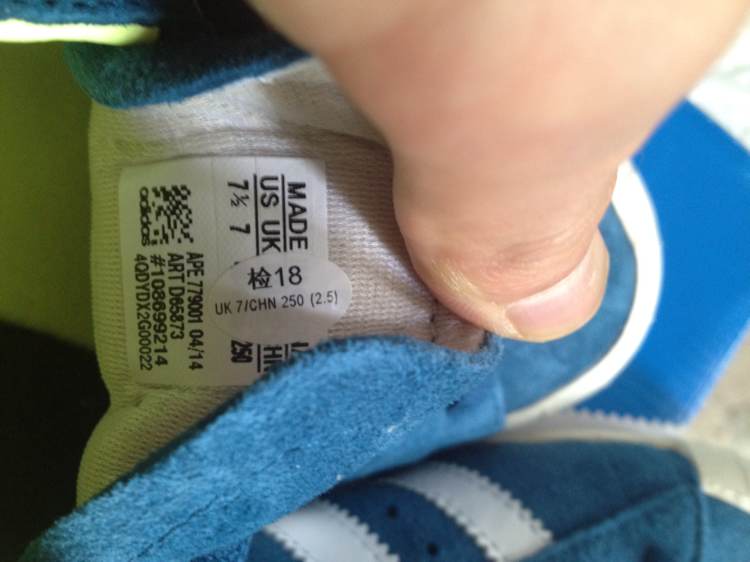 MADE
US UK
7½ 7
250
检18
UK 7/CHN 250 (2.5)
adidas
APE 779001 04/14
ART D65873
#108699214
4QDYDX2G00022